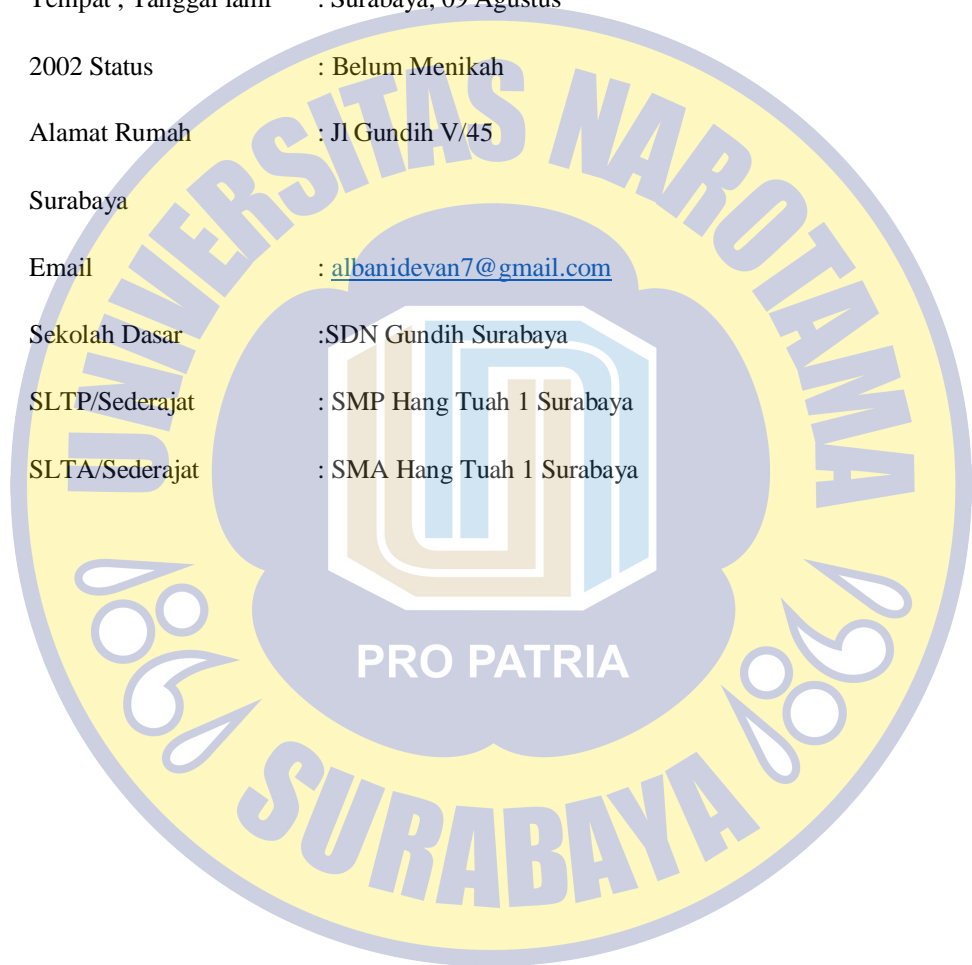 Tempat , Tanggal lahir : Surabaya, 09 Agustus
2002 Status : Belum Menikah
Alamat Rumah : Jl Gundih V/45
Surabaya
Email : albanidevan7@gmail.com
Sekolah Dasar :SDN Gundih Surabaya
SLTP/Sederajat : SMP Hang Tuah 1 Surabaya
SLTA/Sederajat : SMA Hang Tuah 1 Surabaya
UNIVERSITAS NAROTAMA
PRO PATRIA
SURABAYA